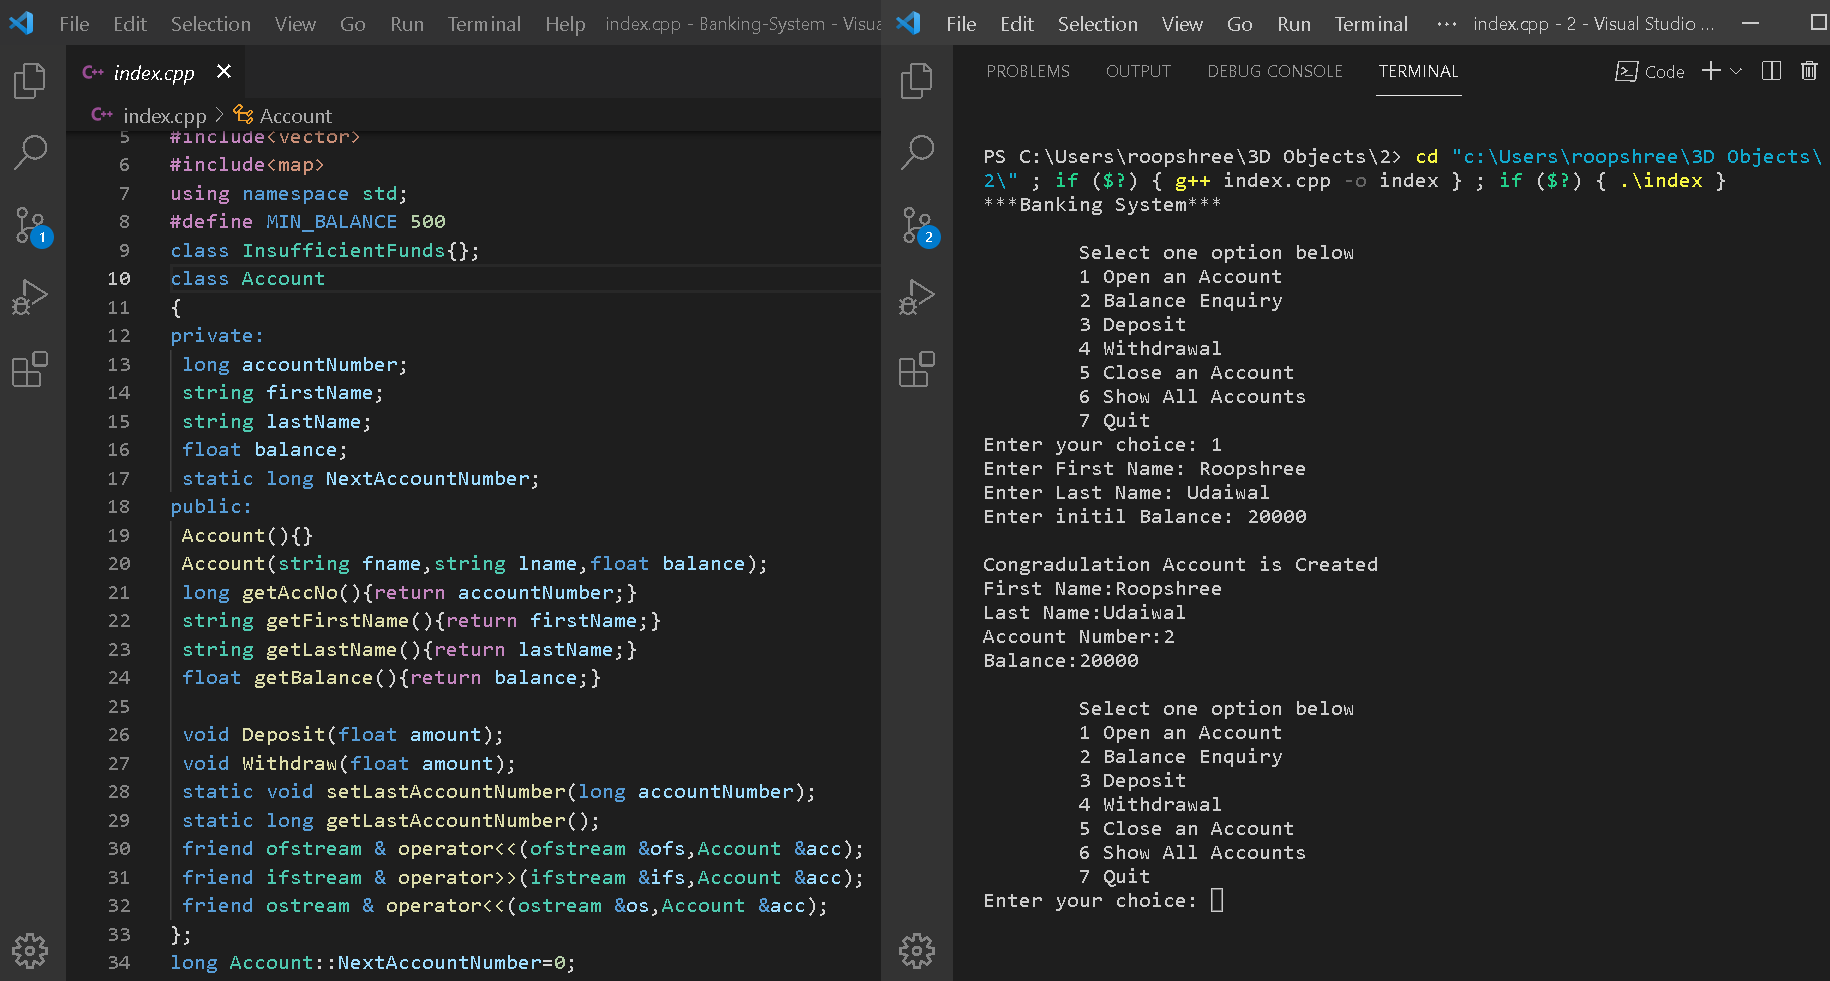 File Edit Selection View Go Run Terminal Help index.cpp - Banking-System - Visua
index.cpp
index.cpp > Account
5 #include<vector>
6 #include<map>
7 using namespace std;
8 #define MIN_BALANCE 500
9 class InsufficientFunds{};
10 class Account
11 {
12 private:
13 long accountNumber;
14 string firstName;
15 string lastName;
16 float balance;
17 static long NextAccountNumber;
18 public:
19 Account(){}
20 Account(string fname,string lname,float balance);
21 long getAccNo(){return accountNumber;}
22 string getFirstName(){return firstName;}
23 string getLastName(){return lastName;}
24 float getBalance(){return balance;}
25
26 void Deposit(float amount);
27 void Withdraw(float amount);
28 static void setLastAccountNumber(long accountNumber);
29 static long getLastAccountNumber();
30 friend ofstream & operator<<(ofstream &ofs,Account &acc);
31 friend ifstream & operator>>(ifstream &ifs,Account &acc);
32 friend ostream & operator<<(ostream &os,Account &acc);
33 };
34 long Account::NextAccountNumber=0;
1
File Edit Selection View Go Run Terminal ··· index.cpp - 2 - Visual Studio ...
PROBLEMS OUTPUT DEBUG CONSOLE TERMINAL Code
2
PS C:\Users\roopshree\3D Objects\2> cd "c:\Users\roopshree\3D Objects\
2\" ; if ($?) { g++ index.cpp -o index } ; if ($?) { .\index }
***Banking System***
Select one option below
1 Open an Account
2 Balance Enquiry
3 Deposit
4 Withdrawal
5 Close an Account
6 Show All Accounts
7 Quit
Enter your choice: 1
Enter First Name: Roopshree
Enter Last Name: Udaiwal
Enter initil Balance: 20000
Congradulation Account is Created
First Name:Roopshree
Last Name:Udaiwal
Account Number:2
Balance:20000
Select one option below
1 Open an Account
2 Balance Enquiry
3 Deposit
4 Withdrawal
5 Close an Account
6 Show All Accounts
7 Quit
Enter your choice: